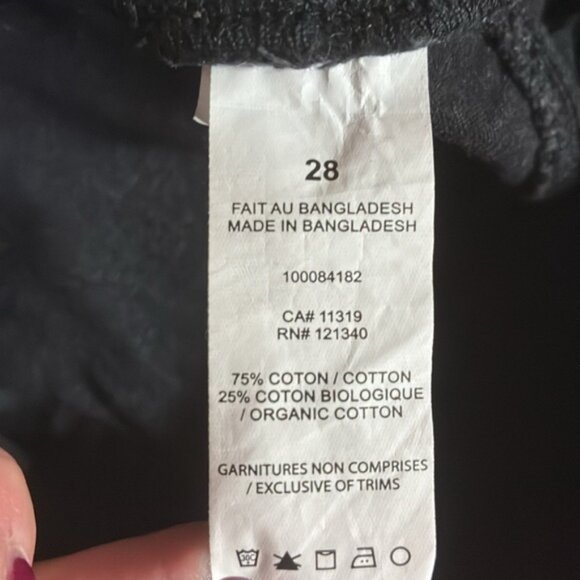 28
FAIT AU BANGLADESH
MADE IN BANGLADESH
100084182
CA# 11319
RN# 121340
75% COTON / COTTON
25% COTON BIOLOGIQUE
/ ORGANIC COTTON
GARNITURES NON COMPRISES
/ EXCLUSIVE OF TRIMS
30C